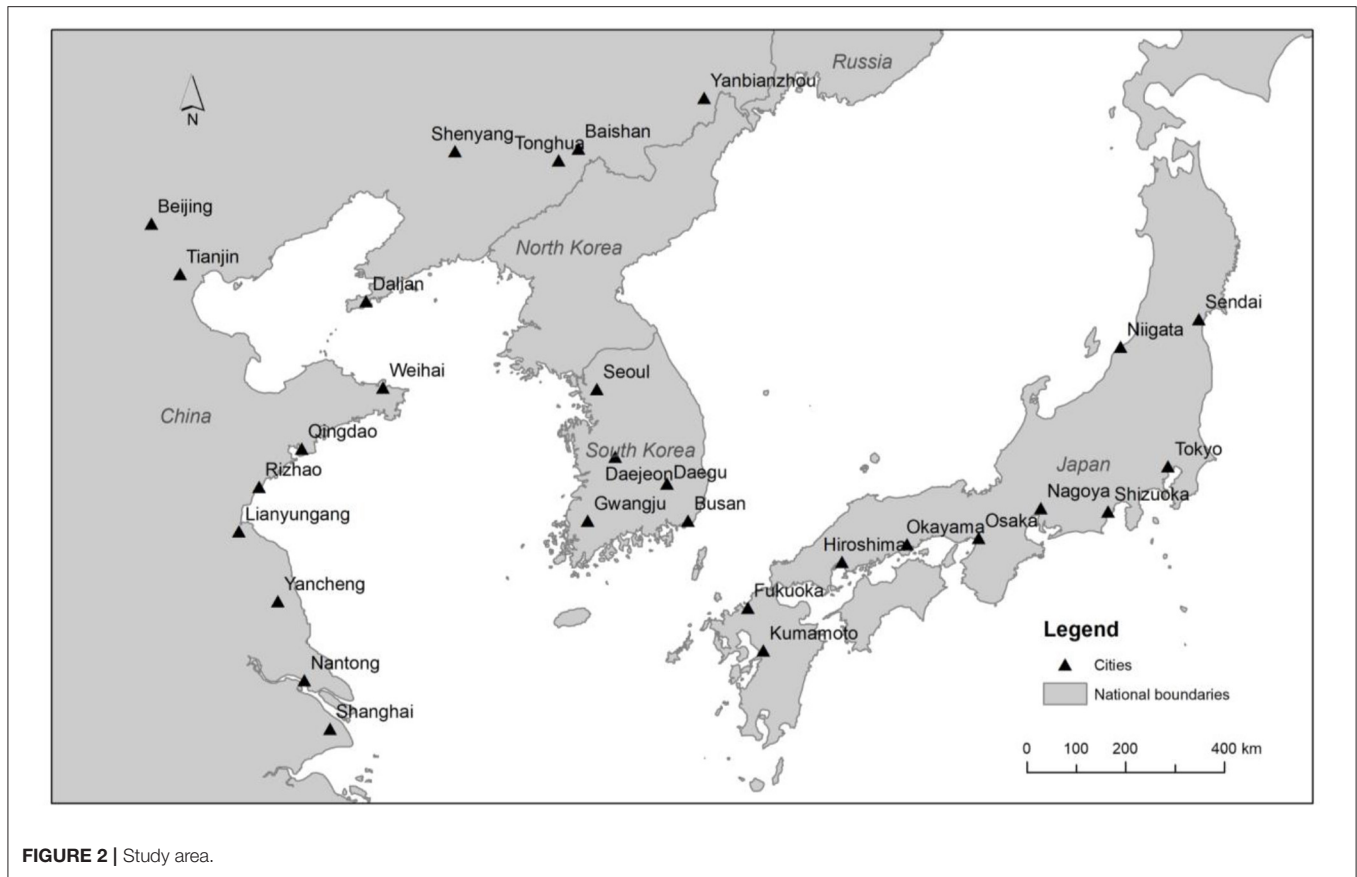 Russia
Yanbianzhou
N
Shenyang
Tonghua
Baishan
Beijing
North Korea
Tianjin
Dalian
Sendai
Niigata
Weihai
Seoul
China
Qingdao
South Korea
Tokyo
Japan
Rizhao
Daejeon
Daegu
Nagoya
Shizuoka
Lianyungang
Gwangju
Busan
Okayama
Osaka
Hiroshima
Yancheng
Fukuoka
Kumamoto
Legend
Cities
National boundaries
Nantong
Shanghai
0 100 200 400 km
FIGURE 2 | Study area.